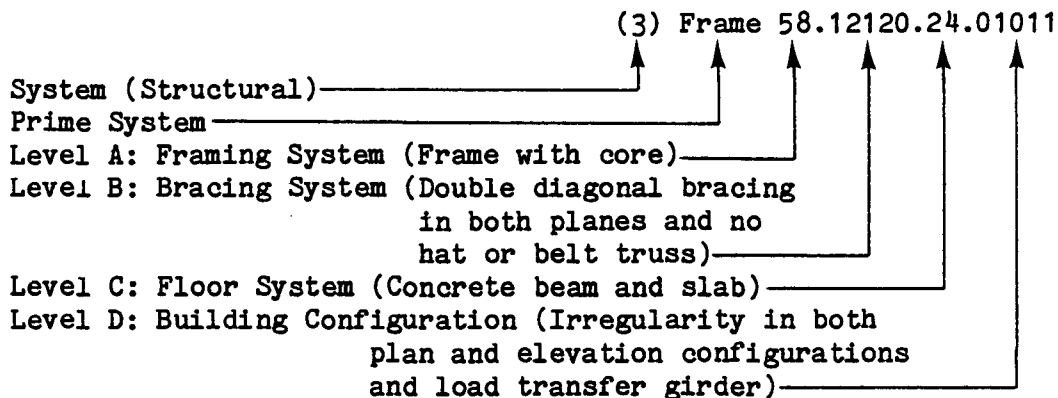 (3) Frame 58.12120.24.01011
System (Structural)
Prime System
Level A: Framing System (Frame with core)
Level B: Bracing System (Double diagonal bracing
in both planes and no
hat or belt truss)
Level C: Floor System (Concrete beam and slab)
Level D: Building Configuration (Irregularity in both
plan and elevation configurations
and load transfer girder)